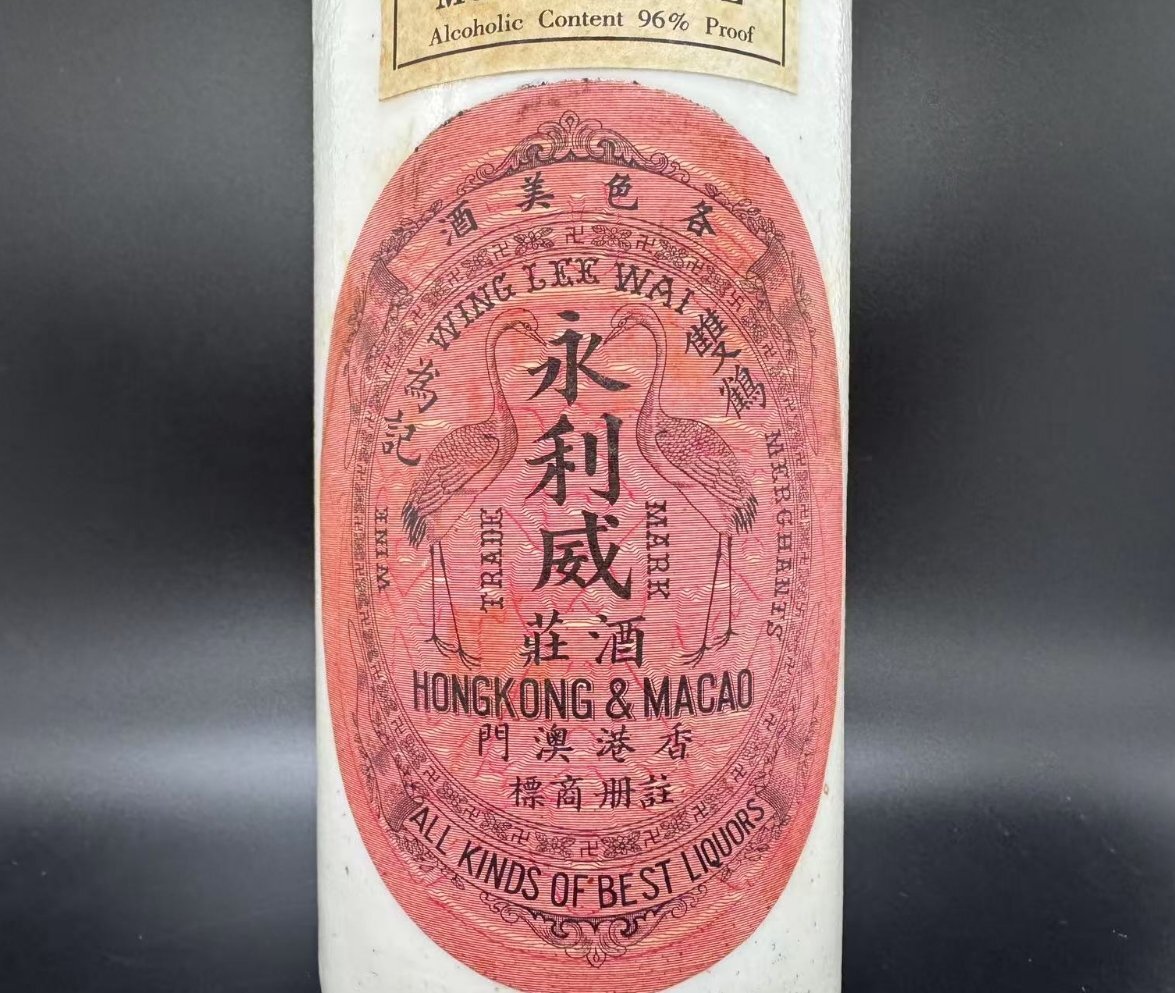 Alcoholic Content 96% Proof
各色美酒
WING LEE WAI
雙鶴為記
永利威
WINE
MERCHANTS
TRADE
MARK
酒莊
HONGKONG & MACAO
香港澳門
註册商標
ALL KINDS OF BEST LIQUORS